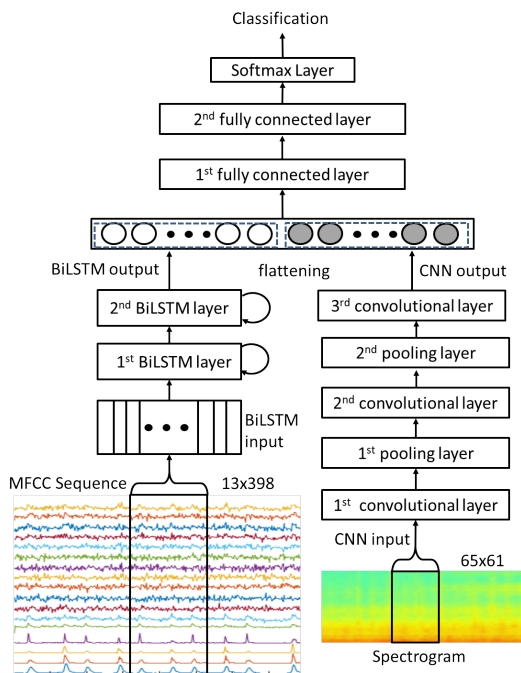 Classification
Softmax Layer
2nd fully connected layer
1st fully connected layer
BiLSTM output
flattening
CNN output
2nd BiLSTM layer
1st BiLSTM layer
BiLSTM
input
MFCC Sequence
13x398
3rd convolutional layer
2nd pooling layer
2nd convolutional layer
1st pooling layer
1st convolutional layer
CNN input
65x61
Spectrogram